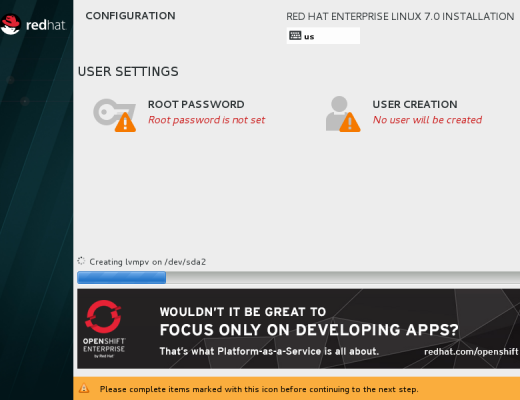 redhat.
CONFIGURATION
RED HAT ENTERPRISE LINUX 7.0 INSTALLATION
us
USER SETTINGS
ROOT PASSWORD
Root password is not set
USER CREATION
No user will be created
Creating lvmpv on /dev/sda2
OPENSHIFT
ENTERPRISE
by Red Hat
WOULDN'T IT BE GREAT TO
FOCUS ONLY ON DEVELOPING APPS?
That's what Platform-as-a-Service is all about.
redhat.com/openshift
Please complete items marked with this icon before continuing to the next step.